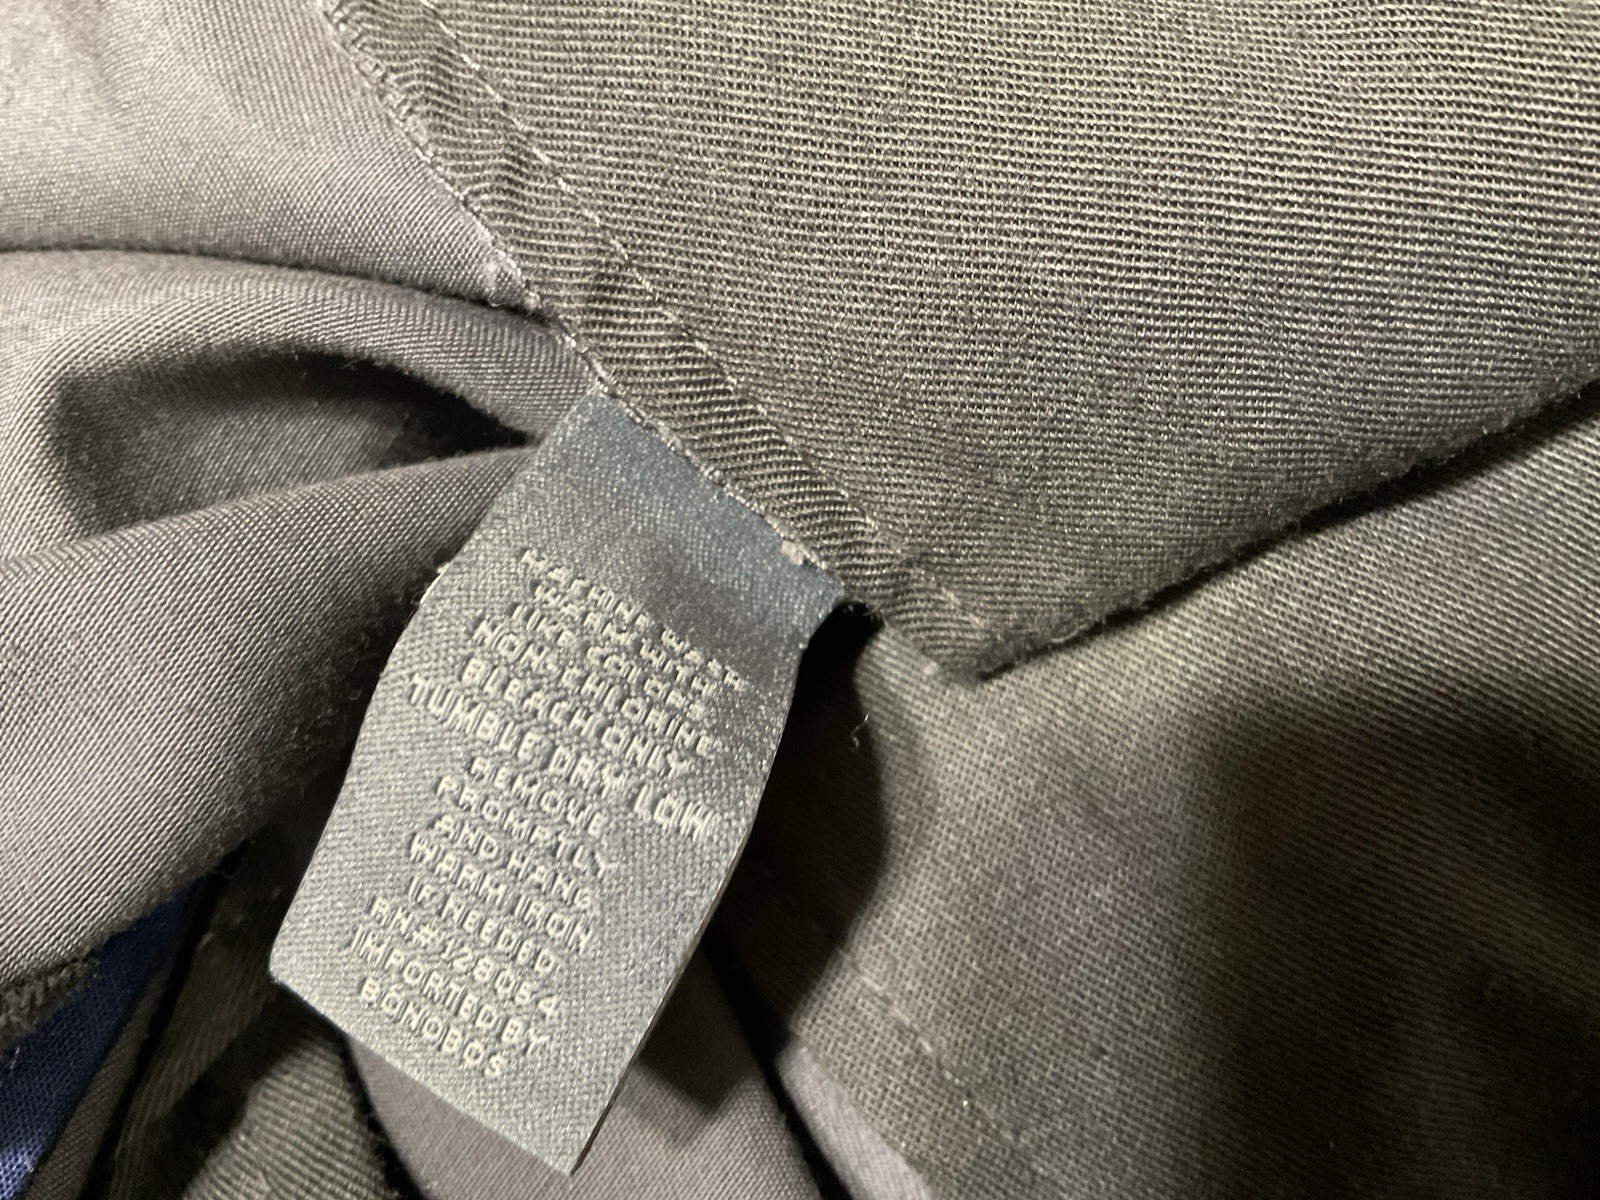 MACHINE WASH
WARM WITH
LIKE COLORS
NON-CHLORINE
BLEACH ONLY
TUMBLE DRY LOW
REMOVE
PROMPTLY
AND HANG
WARM IRON
IF NEEDED
RN#128054
IMPORTED BY
BONOBOS